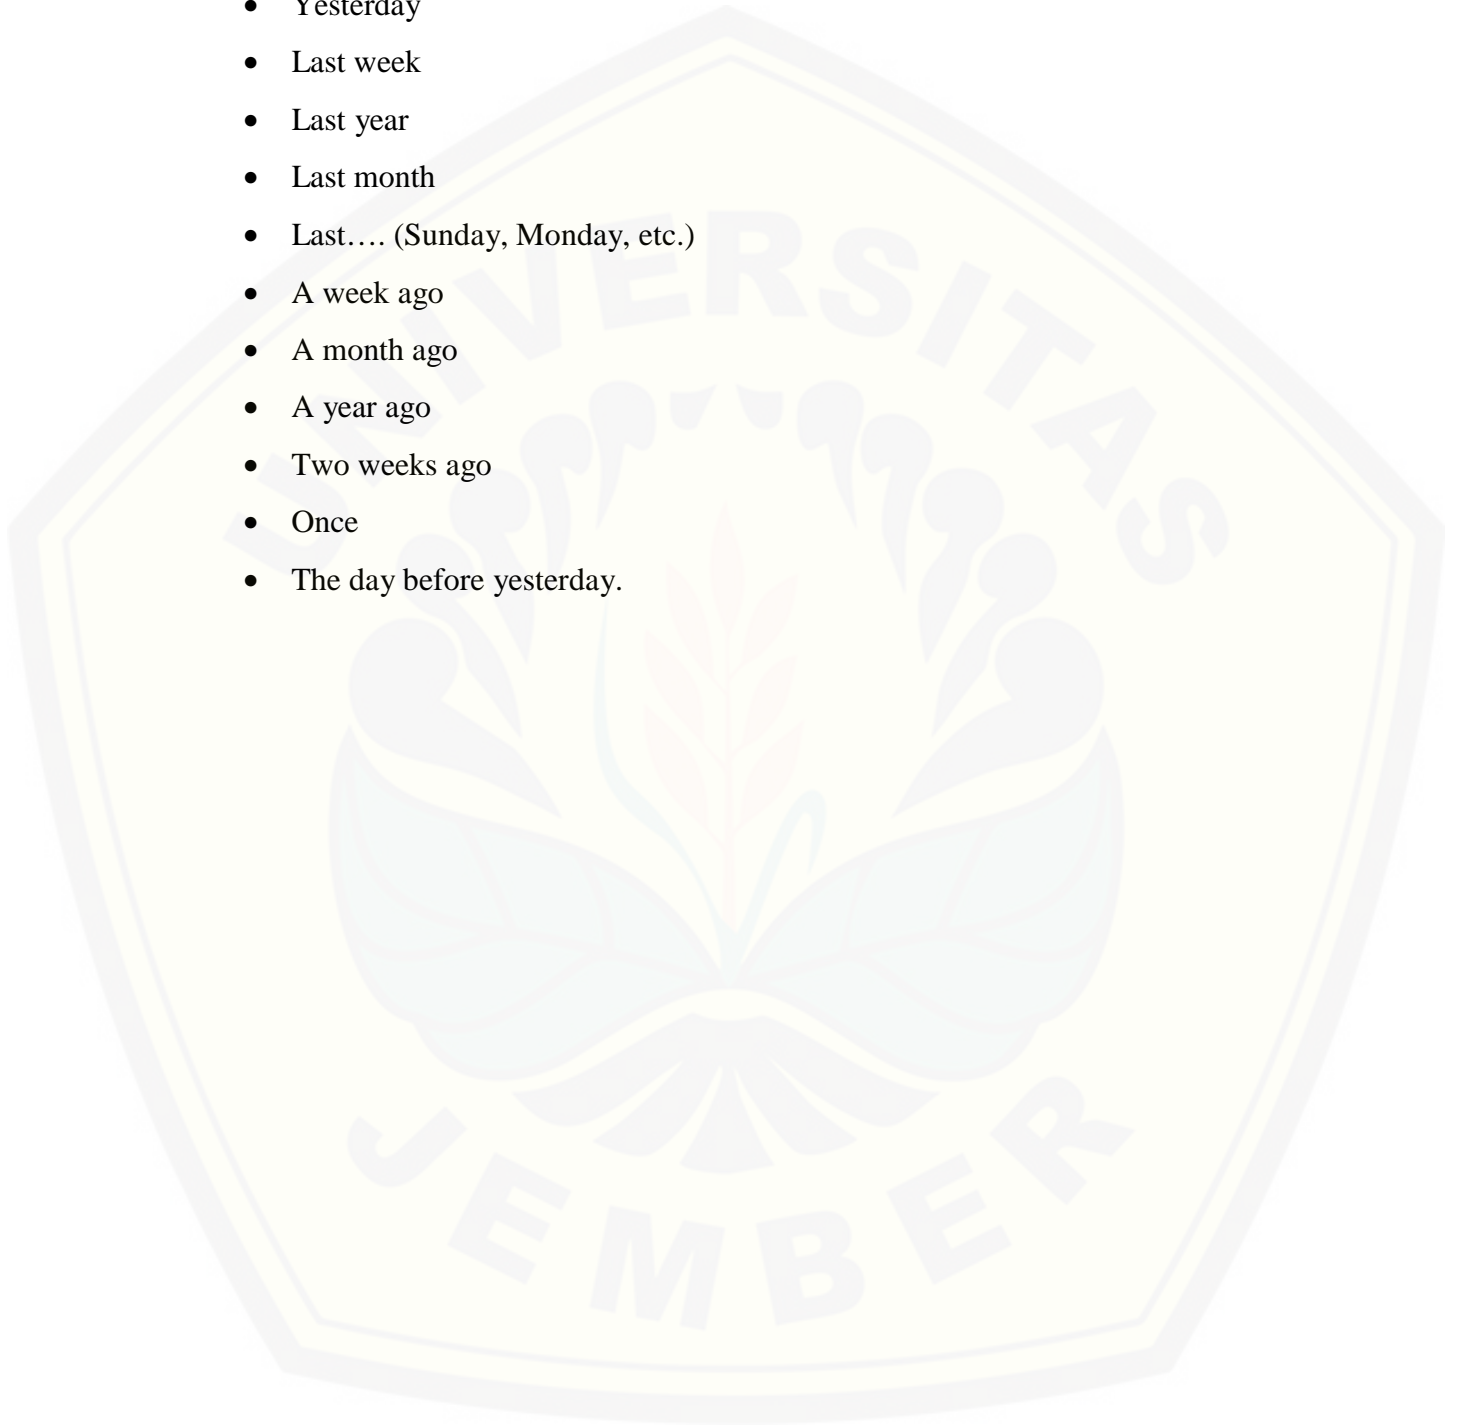 • Yesterday
• Last week
• Last year
• Last month
• Last…. (Sunday, Monday, etc.)
• A week ago
• A month ago
• A year ago
• Two weeks ago
• Once
• The day before yesterday.
UNIVERSITAS
JEMBER